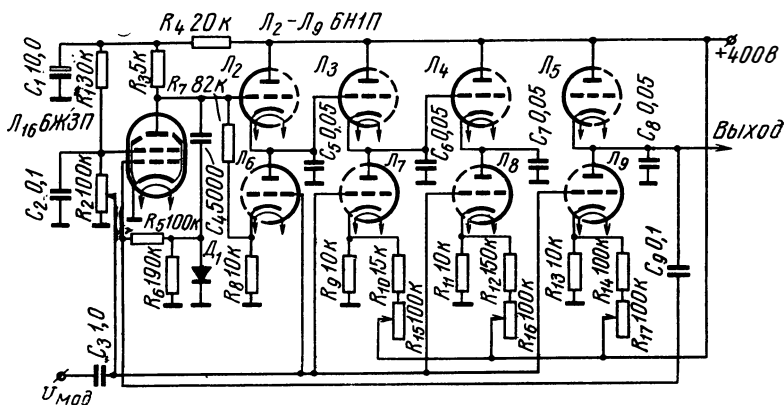 R4 20к
Л2–Л9 БН1П
+400В
C1 10,0
R1 30к
R3 5к
R7 82к
Л2
Л3
Л4
Л5
Л1 6Ж3П
C5 0,05
C6 0,05
C7 0,05
C8 0,05
Выход
C2 0,1
R2 100к
C4 5000
Л6
Л7
Л8
Л9
R5 100к
R6 190к
Д1
R8 10к
R9 10к
R10 15к
R15 100к
R11 10к
R12 150к
R16 100к
R13 10к
R14 100к
R17 100к
C9 0,1
C3 1,0
Uмод